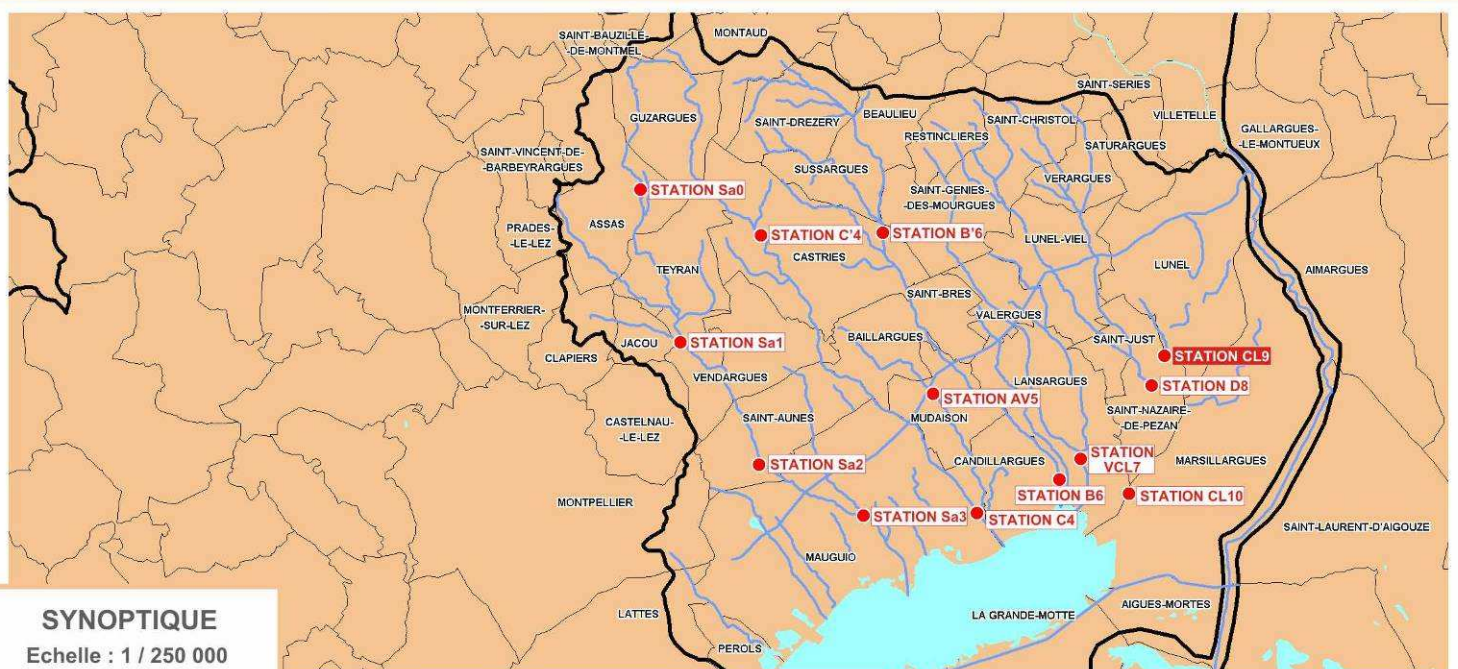 SAINT-BAUZILLE-
-DE-MONTMEL
MONTAUD
SAINT-SERIES
VILLETELLE
GUZARGUES
SAINT-DREZERY
BEAULIEU
RESTINCLIERES
SAINT-CHRISTOL
GALLARGUES-
-LE-MONTUEUX
SATURARGUES
SAINT-VINCENT-DE-
-BARBEYRARGUES
SUSSARGUES
SAINT-GENIES-
-DES-MOURGUES
VERARGUES
STATION Sa0
ASSAS
PRADES-
-LE-LEZ
STATION C'4
STATION B'6
LUNEL-VIEL
CASTRIES
TEYRAN
LUNEL
AIMARGUES
SAINT-BRES
MONTFERRIER-
-SUR-LEZ
VALERGUES
BAILLARGUES
SAINT-JUST
JACOU
STATION Sa1
CLAPIERS
STATION CL9
VENDARGUES
LANSARGUES
STATION D8
STATION AV5
CASTELNAU-
-LE-LEZ
SAINT-AUNES
MUDAISON
SAINT-NAZAIRE-
-DE-PEZAN
STATION
VCL7
STATION Sa2
CANDILLARGUES
MARSILLARGUES
STATION B6
STATION CL10
MONTPELLIER
STATION Sa3
STATION C4
SAINT-LAURENT-D'AIGOUZE
MAUGUIO
LATTES
LA GRANDE-MOTTE
AIGUES-MORTES
PEROLS
SYNOPTIQUE
Echelle : 1 / 250 000